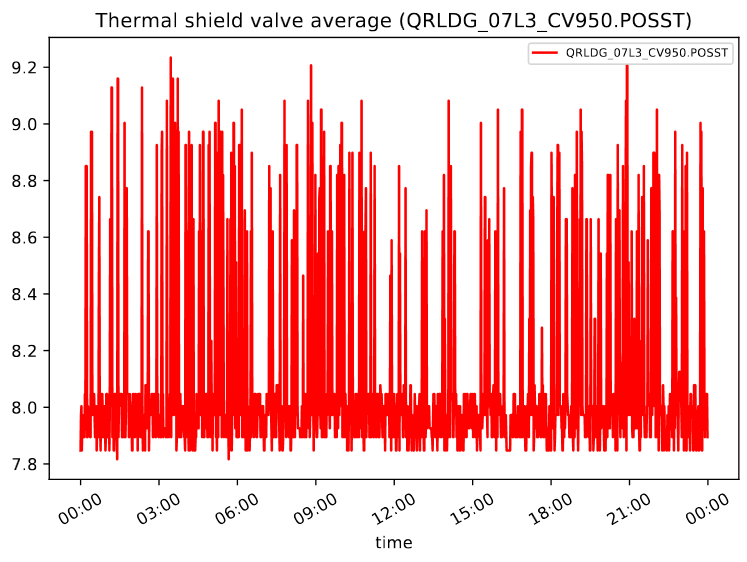 Thermal shield valve average (QRLDG_07L3_CV950.POSST)
QRLDG_07L3_CV950.POSST
9.2
9.0
8.8
8.6
8.4
8.2
8.0
7.8
00:00 03:00 06:00 09:00 12:00 15:00 18:00 21:00 00:00
time